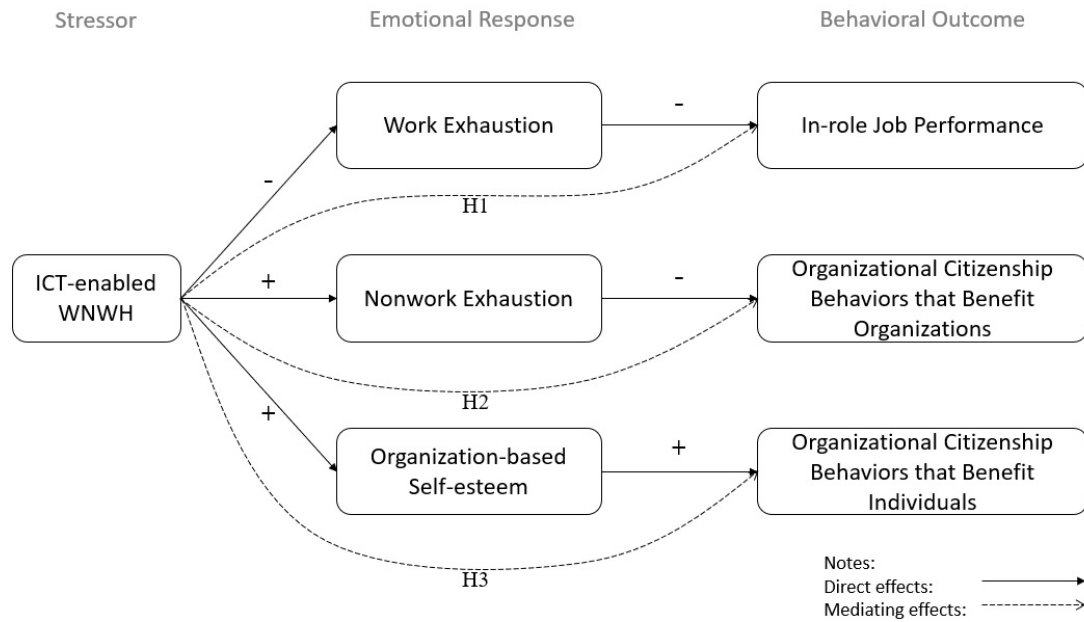 Stressor
Emotional Response
Behavioral Outcome
Work Exhaustion
-
In-role Job Performance
-
H1
ICT-enabled
WNWH
+
Nonwork Exhaustion
-
Organizational Citizenship
Behaviors that Benefit
Organizations
H2
+
Organization-based
Self-esteem
+
Organizational Citizenship
Behaviors that Benefit
Individuals
H3
Notes:
Direct effects:
Mediating effects: